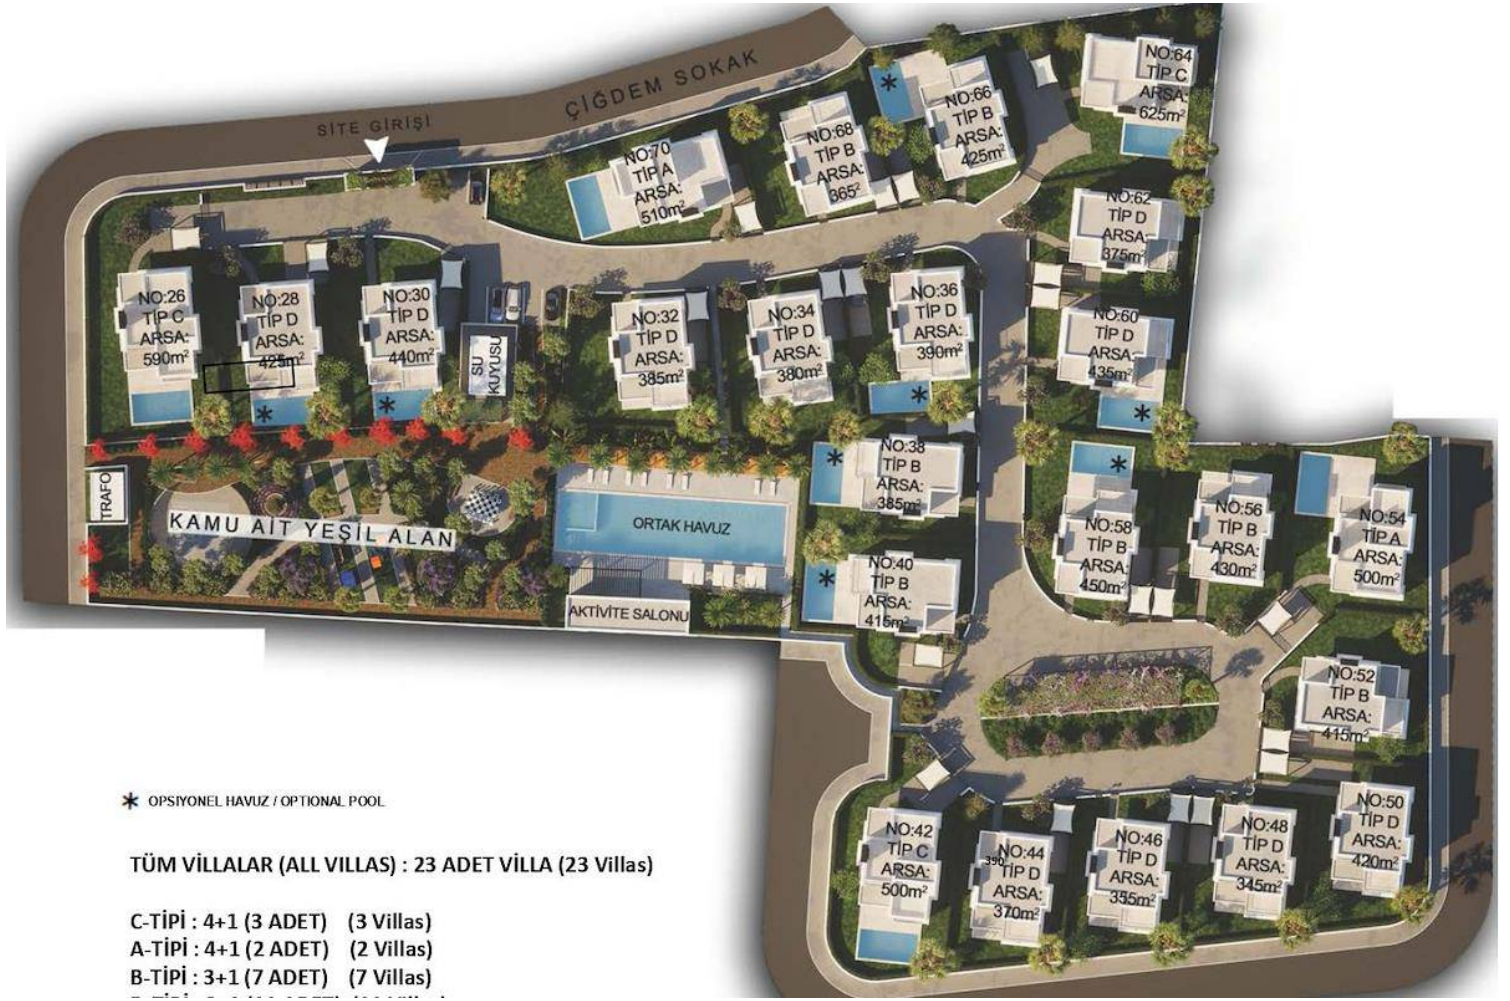 ÇİĞDEM SOKAK
SİTE GİRİŞİ
NO:64
TİP C
ARSA:
625m²
NO:66
TİP B
ARSA:
425m²
NO:68
TİP B
ARSA:
365²
NO:70
TİP A
ARSA:
510m²
NO:62
TİP D
ARSA:
375m²
NO:26
TİP C
ARSA:
590m²
NO:28
TİP D
ARSA:
425m²
NO:30
TİP D
ARSA:
440m²
SU
KUYUSU
NO:32
TİP D
ARSA:
385m²
NO:34
TİP D
ARSA:
380m²
NO:36
TİP D
ARSA:
390m²
NO:60
TİP D
ARSA:
435m²
*
*
*
*
*
*
*
*
NO:38
TİP B
ARSA:
385m²
TRAFO
KAMU AİT YEŞİL ALAN
ORTAK HAVUZ
NO:58
TİP B
ARSA:
450m²
NO:56
TİP B
ARSA:
430m²
NO:54
TİP A
ARSA:
500m²
NO:40
TİP B
ARSA:
415m²
AKTİVİTE SALONU
NO:52
TİP B
ARSA:
415m²
NO:42
TİP C
ARSA:
500m²
NO:44
390
TİP D
ARSA:
370m²
NO:46
TİP D
ARSA:
355m²
NO:48
TİP D
ARSA:
345m²
NO:50
TİP D
ARSA:
420m²
* OPSIYONEL HAVUZ / OPTIONAL POOL
TÜM VİLLALAR (ALL VILLAS) : 23 ADET VİLLA (23 Villas)
C-TİPİ : 4+1 (3 ADET) (3 Villas)
A-TİPİ : 4+1 (2 ADET) (2 Villas)
B-TİPİ : 3+1 (7 ADET) (7 Villas)